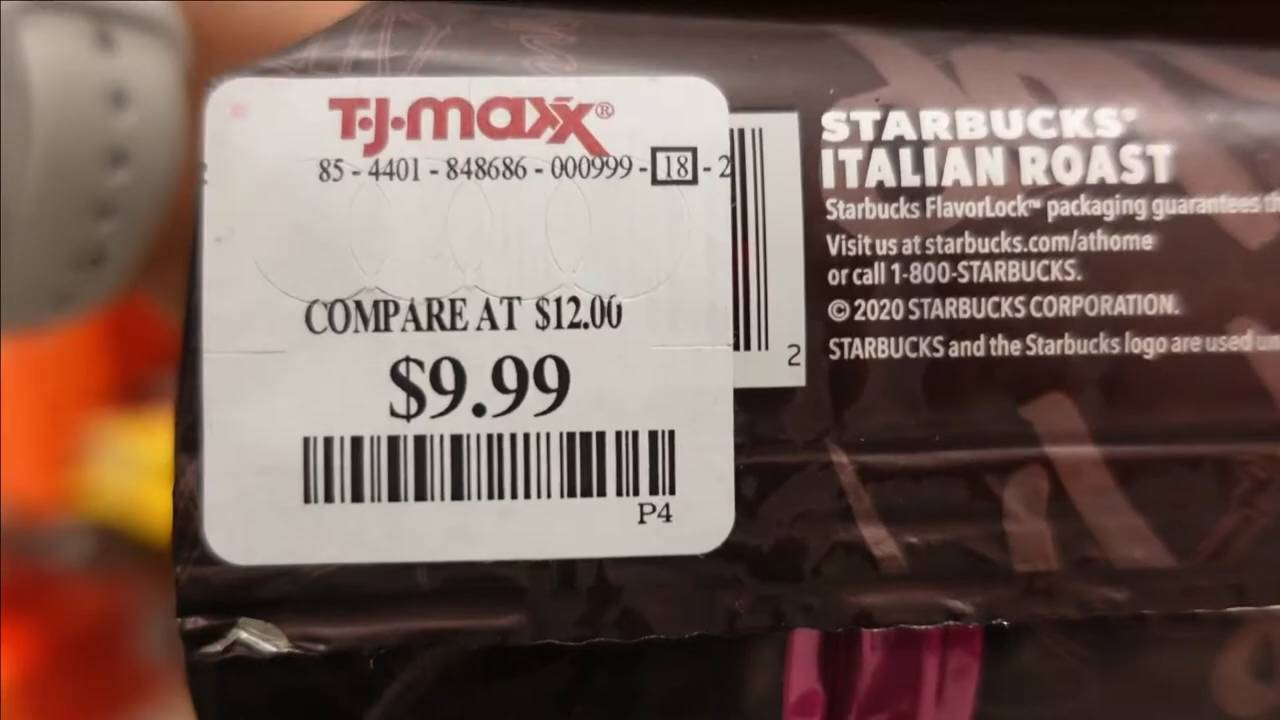 T·J·maxx®
85 - 4401 - 848686 - 000999 - 18 - 2
COMPARE AT $12.00
$9.99
P4
2
STARBUCKS®
ITALIAN ROAST
Starbucks FlavorLock™ packaging guarantees
Visit us at starbucks.com/athome
or call 1-800-STARBUCKS.
© 2020 STARBUCKS CORPORATION.
STARBUCKS and the Starbucks logo are used